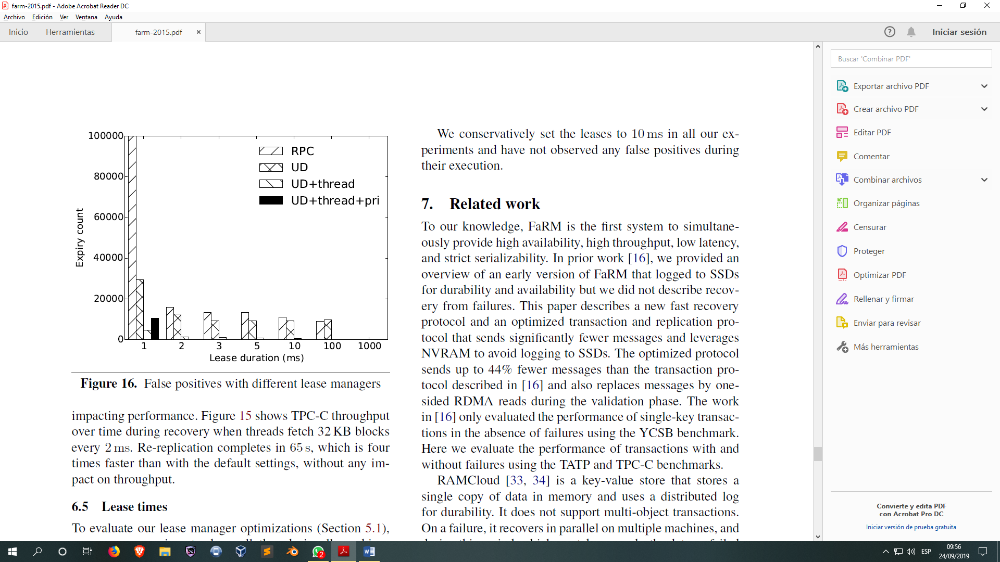 farm-2015.pdf - Adobe Acrobat Reader DC
Archivo Edición Ver Ventana Ayuda
Inicio Herramientas farm-2015.pdf × ? Iniciar sesión
100000
80000
60000
40000
20000
0
Expiry count
RPC
UD
UD+thread
UD+thread+pri
1 2 3 5 10 100 1000
Lease duration (ms)
Figure 16. False positives with different lease managers
impacting performance. Figure 15 shows TPC-C throughput
over time during recovery when threads fetch 32 KB blocks
every 2 ms. Re-replication completes in 65 s, which is four
times faster than with the default settings, without any im-
pact on throughput.
6.5 Lease times
To evaluate our lease manager optimizations (Section 5.1),
We conservatively set the leases to 10 ms in all our ex-
periments and have not observed any false positives during
their execution.
7. Related work
To our knowledge, FaRM is the first system to simultane-
ously provide high availability, high throughput, low latency,
and strict serializability. In prior work [16], we provided an
overview of an early version of FaRM that logged to SSDs
for durability and availability but we did not describe recov-
ery from failures. This paper describes a new fast recovery
protocol and an optimized transaction and replication pro-
tocol that sends significantly fewer messages and leverages
NVRAM to avoid logging to SSDs. The optimized protocol
sends up to 44% fewer messages than the transaction pro-
tocol described in [16] and also replaces messages by one-
sided RDMA reads during the validation phase. The work
in [16] only evaluated the performance of single-key transac-
tions in the absence of failures using the YCSB benchmark.
Here we evaluate the performance of transactions with and
without failures using the TATP and TPC-C benchmarks.
RAMCloud [33, 34] is a key-value store that stores a
single copy of data in memory and uses a distributed log
for durability. It does not support multi-object transactions.
On a failure, it recovers in parallel on multiple machines, and
Buscar 'Combinar PDF'
Exportar archivo PDF
Crear archivo PDF
Editar PDF
Comentar
Combinar archivos
Organizar páginas
Censurar
Proteger
Optimizar PDF
Rellenar y firmar
Enviar para revisar
Más herramientas
Convierte y edita PDF
con Acrobat Pro DC
Iniciar versión de prueba gratuita
2
ESP
09:56
24/09/2019